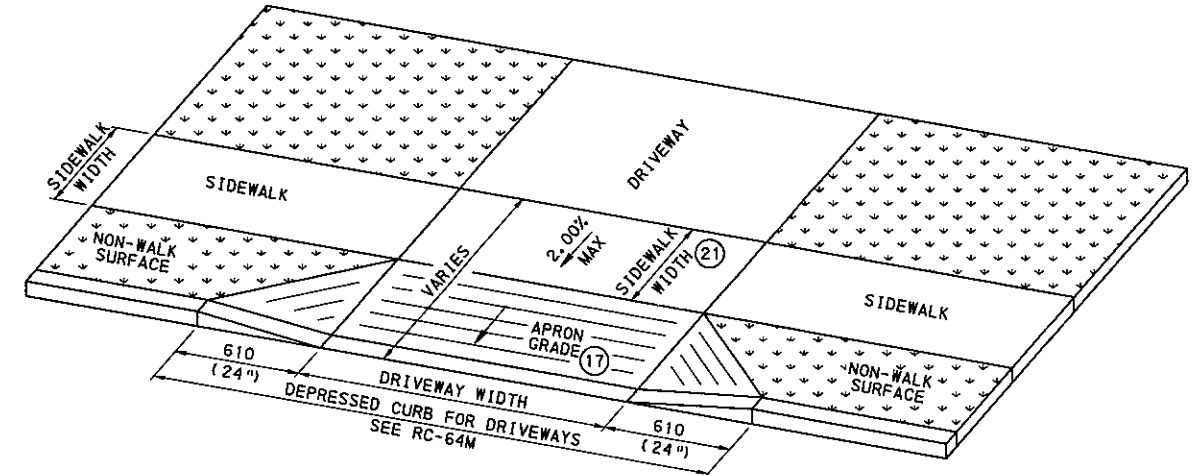 SIDEWALK
WIDTH
SIDEWALK
DRIVEWAY
NON-WALK
SURFACE
VARIES
2.00%
MAX
SIDEWALK
WIDTH 21
SIDEWALK
APRON
GRADE 17
NON-WALK
SURFACE
610
(24")
DRIVEWAY WIDTH
610
(24")
DEPRESSED CURB FOR DRIVEWAYS
SEE RC-64M